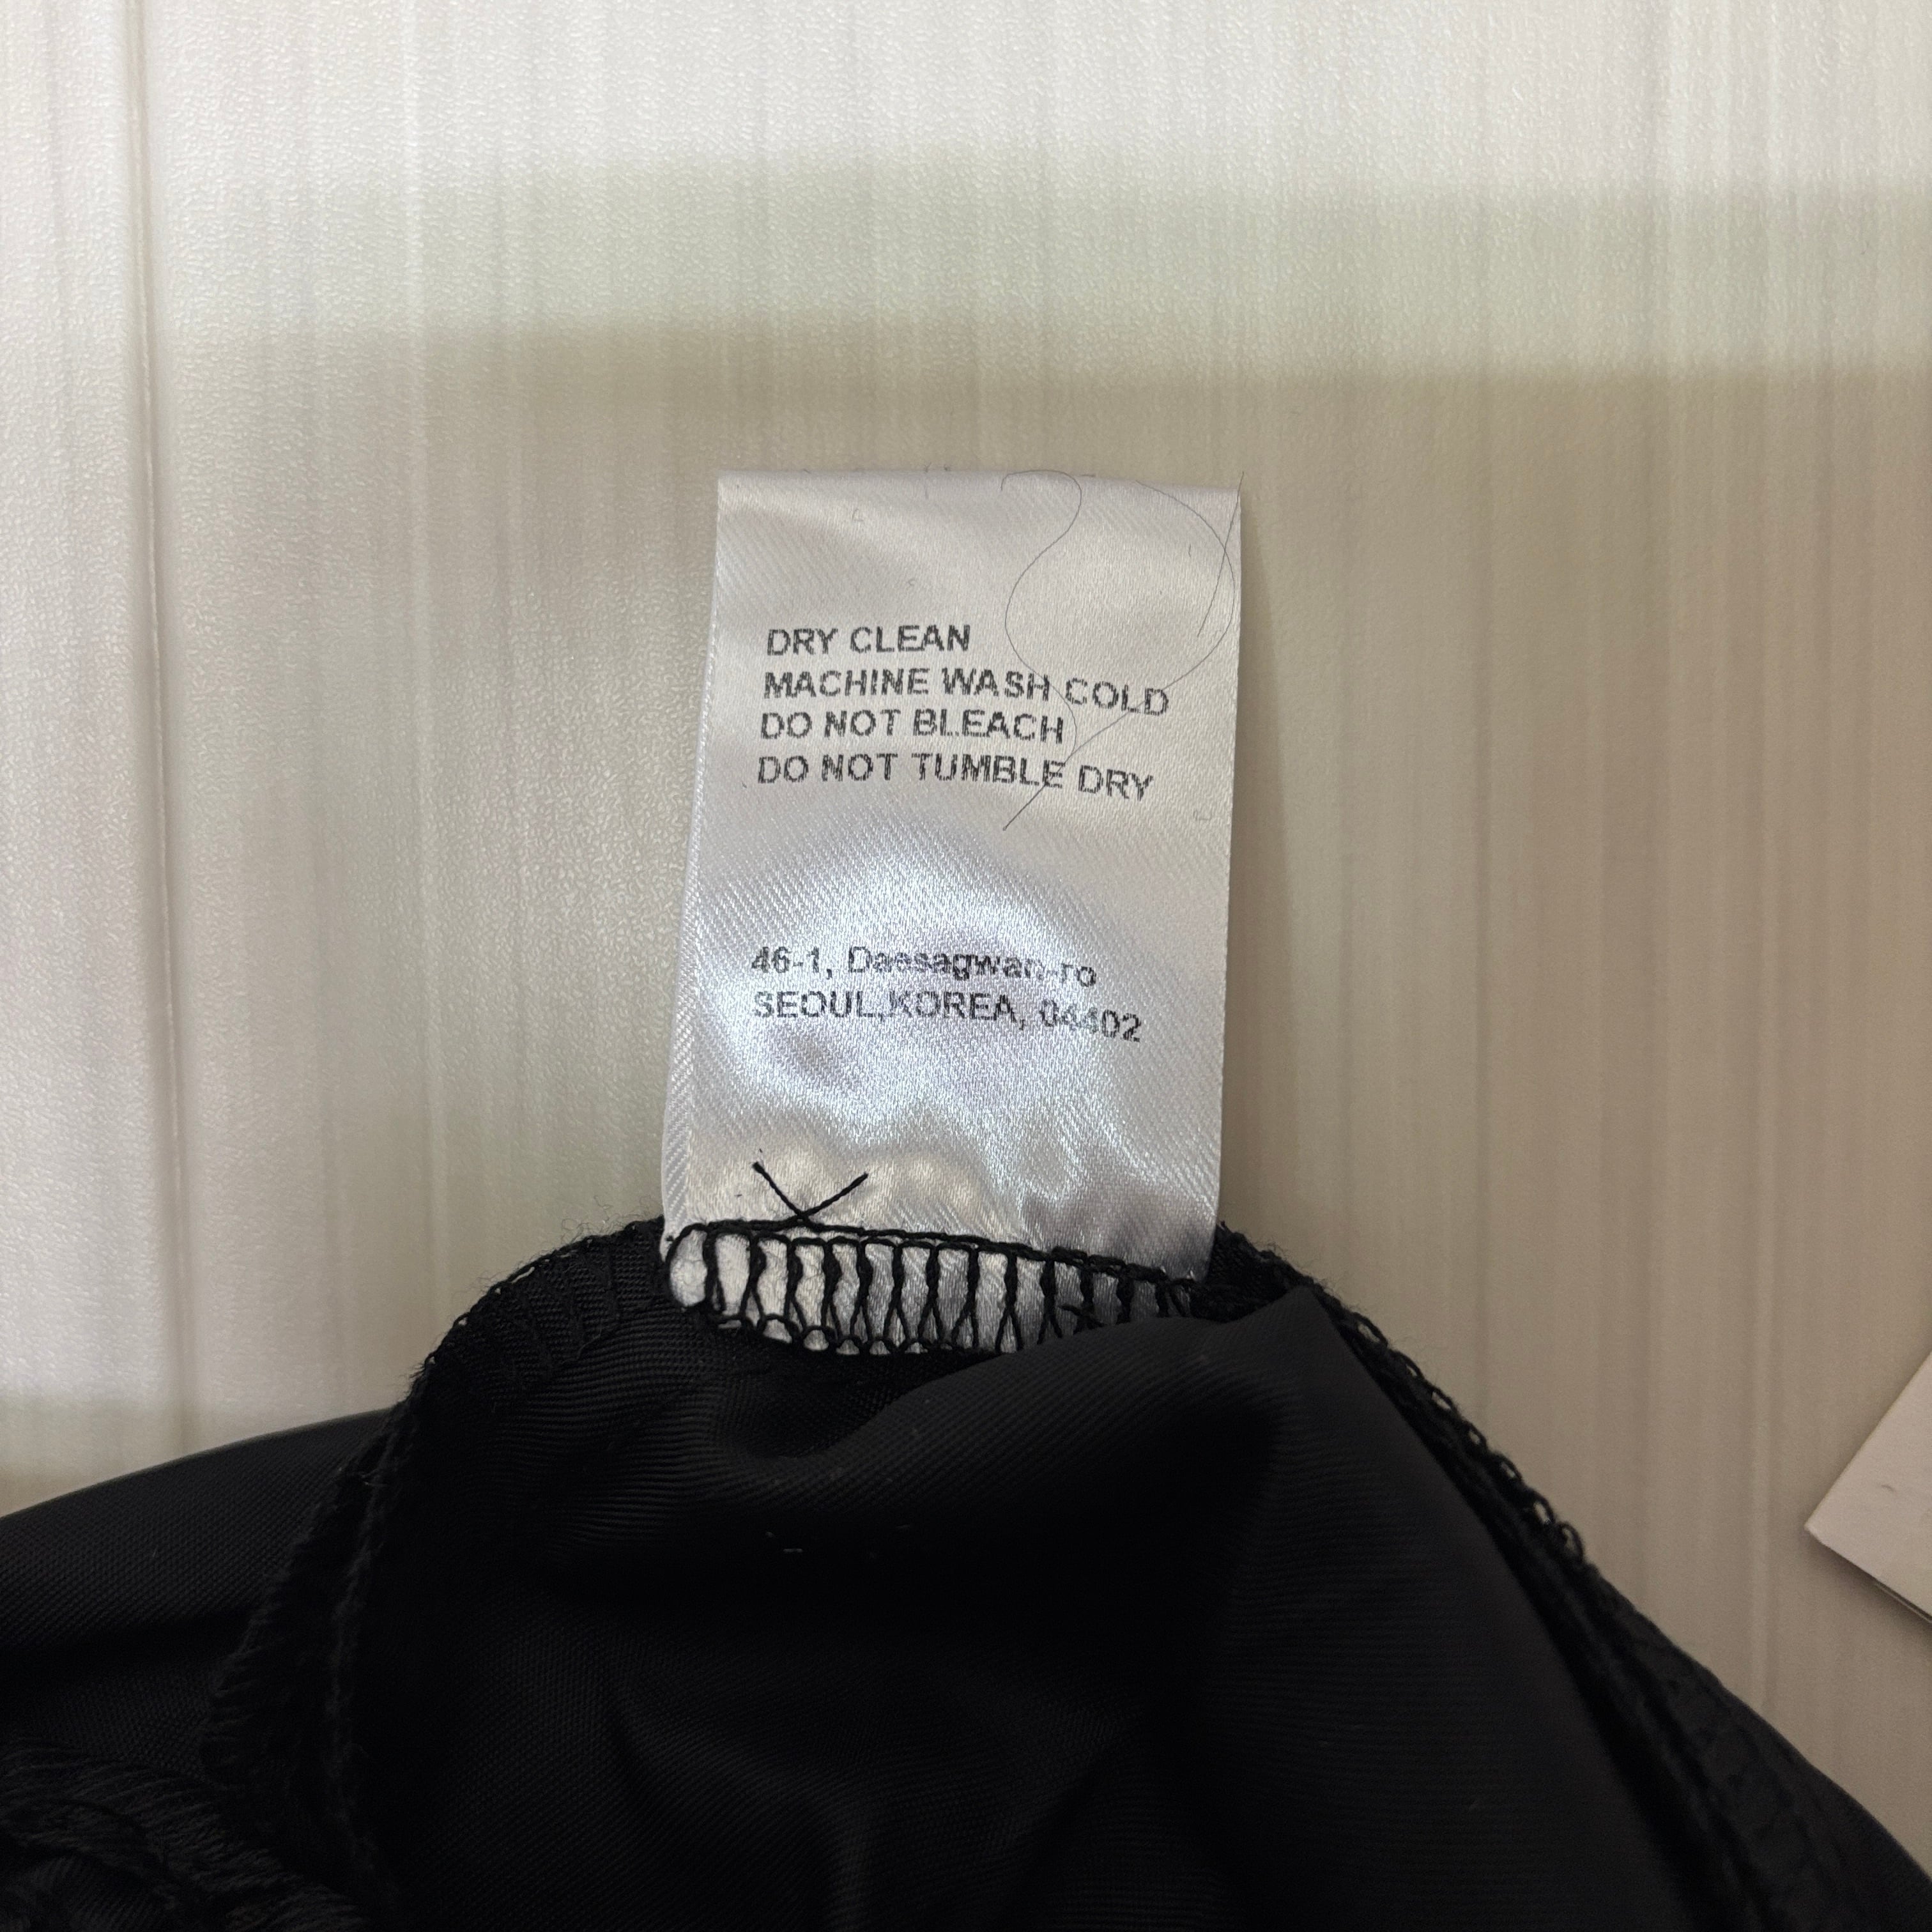 DRY CLEAN
MACHINE WASH COLD
DO NOT BLEACH
DO NOT TUMBLE DRY
46-1, Daesagwan-ro
SEOUL,KOREA, 04402